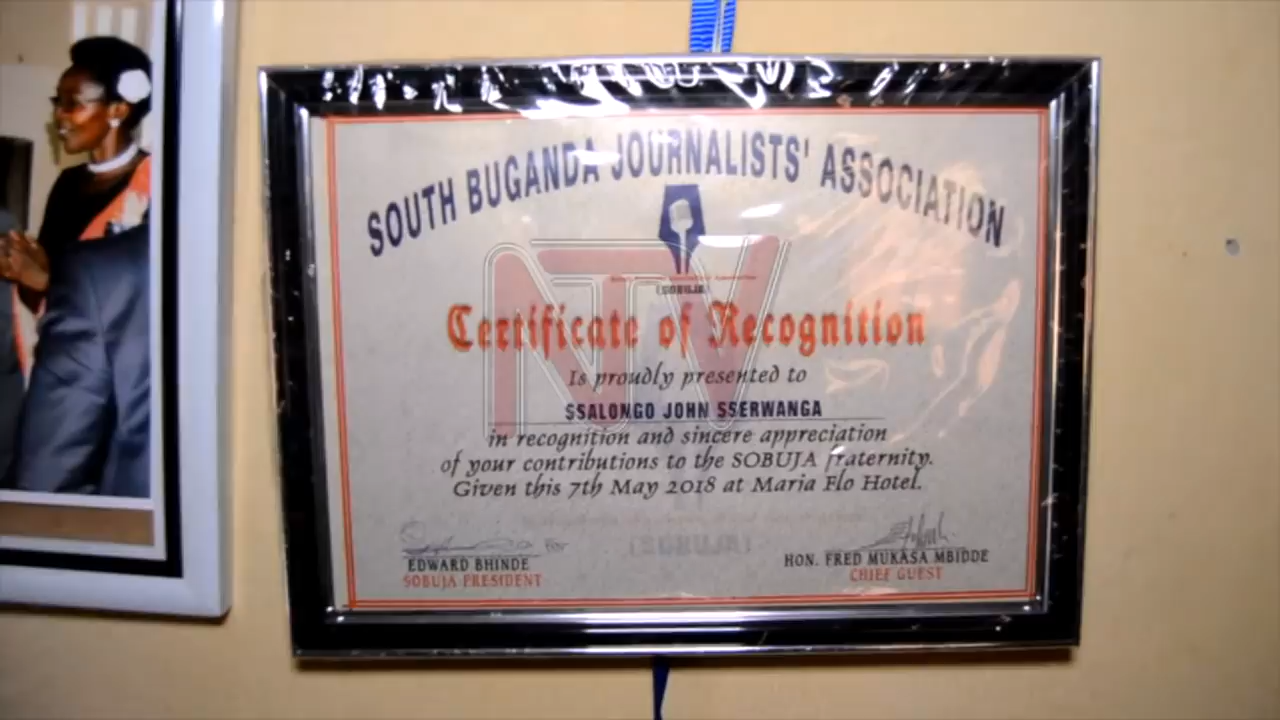 SOUTH BUGANDA JOURNALISTS' ASSOCIATION
(SOBUJA)
NTV
Certificate of Recognition
Is proudly presented to
SSALONGO JOHN SSERWANGA
in recognition and sincere appreciation
of your contributions to the SOBUJA fraternity.
Given this 7th May 2018 at Maria Flo Hotel.
(SOBUJA)
for
EDWARD BHINDE
SOBUJA PRESIDENT
HON. FRED MUKASA MBIDDE
CHIEF GUEST